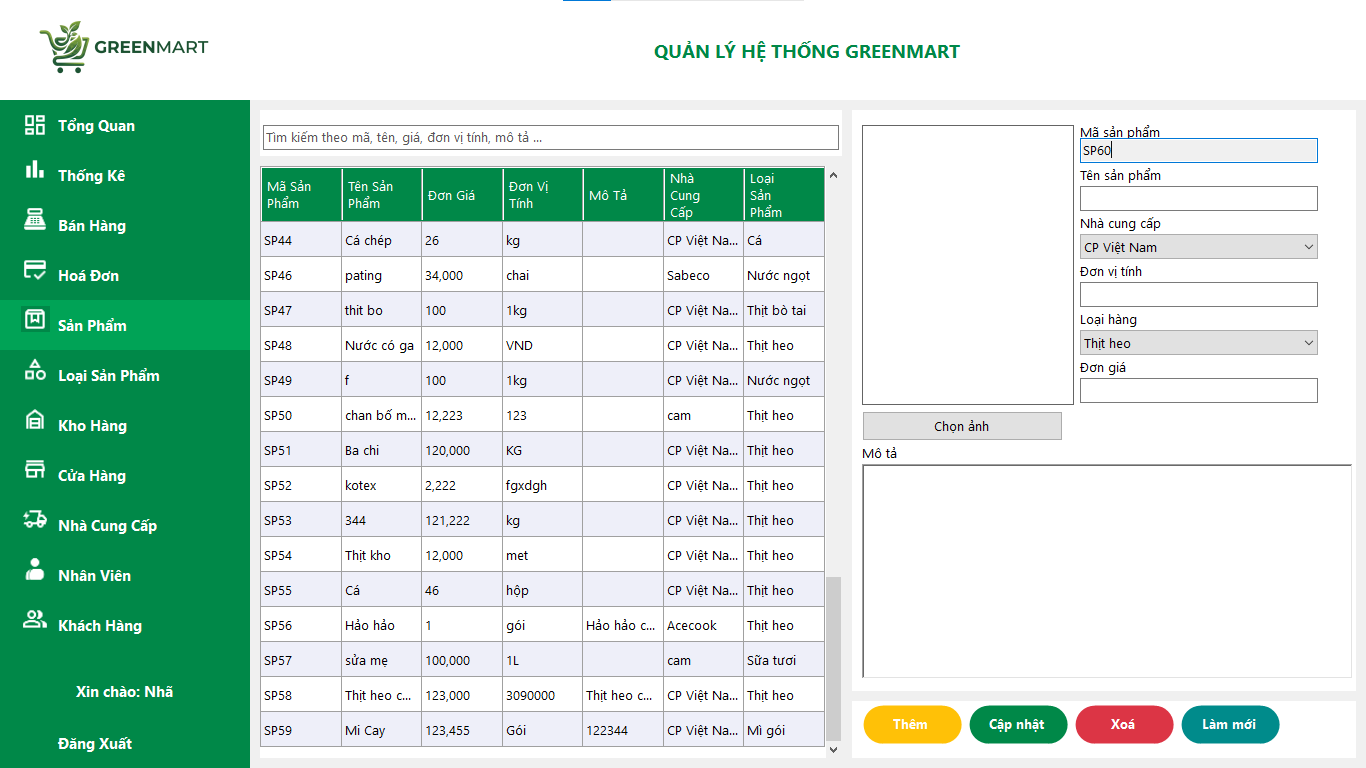 GREENMART
QUẢN LÝ HỆ THỐNG GREENMART
Tổng Quan
Thống Kê
Bán Hàng
Hoá Đơn
Sản Phẩm
Loại Sản Phẩm
Kho Hàng
Cửa Hàng
Nhà Cung Cấp
Nhân Viên
Khách Hàng
Xin chào: Nhã
Đăng Xuất
Tìm kiếm theo mã, tên, giá, đơn vị tính, mô tả ...
Mã Sản Phẩm Tên Sản Phẩm Đơn Giá Đơn Vị Tính Mô Tả Nhà Cung Cấp Loại Sản Phẩm
SP44 Cá chép 26 kg CP Việt Na... Cá
SP46 pating 34,000 chai Sabeco Nước ngọt
SP47 thit bo 100 1kg CP Việt Na... Thịt bò tai
SP48 Nước có ga 12,000 VND CP Việt Na... Thịt heo
SP49 f 100 1kg CP Việt Na... Nước ngọt
SP50 chan bố m... 12,223 123 cam Thịt heo
SP51 Ba chi 120,000 KG CP Việt Na... Thịt heo
SP52 kotex 2,222 fgxdgh CP Việt Na... Thịt heo
SP53 344 121,222 kg CP Việt Na... Thịt heo
SP54 Thịt kho 12,000 met CP Việt Na... Thịt heo
SP55 Cá 46 hộp CP Việt Na... Thịt heo
SP56 Hảo hảo 1 gói Hảo hảo c... Acecook Thịt heo
SP57 sửa mẹ 100,000 1L cam Sữa tươi
SP58 Thịt heo c... 123,000 3090000 Thịt heo c... CP Việt Na... Thịt heo
SP59 Mi Cay 123,455 Gói 122344 CP Việt Na... Mì gói
Mã sản phẩm
SP60
Tên sản phẩm
Nhà cung cấp
CP Việt Nam
Đơn vị tính
Loại hàng
Thịt heo
Đơn giá
Chọn ảnh
Mô tả
Thêm Cập nhật Xoá Làm mới